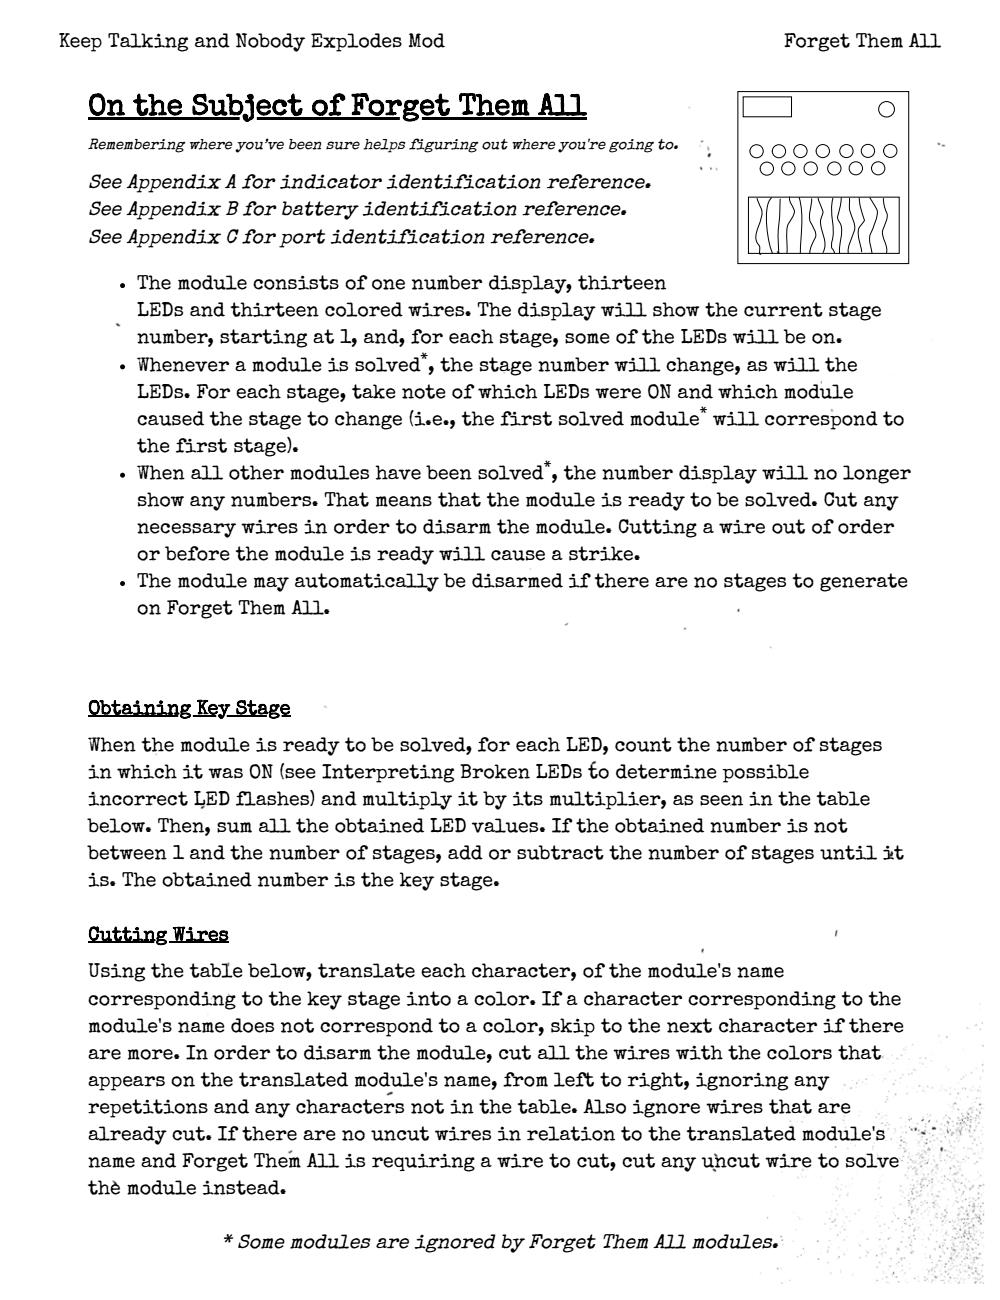 Keep Talking and Nobody Explodes Mod
Forget Them All
On the Subject of Forget Them All
Remembering where you've been sure helps figuring out where you're going to.
See Appendix A for indicator identification reference.
See Appendix B for battery identification reference.
See Appendix C for port identification reference.
• The module consists of one number display, thirteen
LEDs and thirteen colored wires. The display will show the current stage
number, starting at 1, and, for each stage, some of the LEDs will be on.
• Whenever a module is solved*, the stage number will change, as will the
LEDs. For each stage, take note of which LEDs were ON and which module
caused the stage to change (i.e., the first solved module* will correspond to
the first stage).
• When all other modules have been solved*, the number display will no longer
show any numbers. That means that the module is ready to be solved. Cut any
necessary wires in order to disarm the module. Cutting a wire out of order
or before the module is ready will cause a strike.
• The module may automatically be disarmed if there are no stages to generate
on Forget Them All.
Obtaining Key Stage
When the module is ready to be solved, for each LED, count the number of stages
in which it was ON (see Interpreting Broken LEDs to determine possible
incorrect LED flashes) and multiply it by its multiplier, as seen in the table
below. Then, sum all the obtained LED values. If the obtained number is not
between 1 and the number of stages, add or subtract the number of stages until it
is. The obtained number is the key stage.
Cutting Wires
Using the table below, translate each character, of the module's name
corresponding to the key stage into a color. If a character corresponding to the
module's name does not correspond to a color, skip to the next character if there
are more. In order to disarm the module, cut all the wires with the colors that
appears on the translated module's name, from left to right, ignoring any
repetitions and any characters not in the table. Also ignore wires that are
already cut. If there are no uncut wires in relation to the translated module's
name and Forget Them All is requiring a wire to cut, cut any uncut wire to solve
the module instead.
* Some modules are ignored by Forget Them All modules.